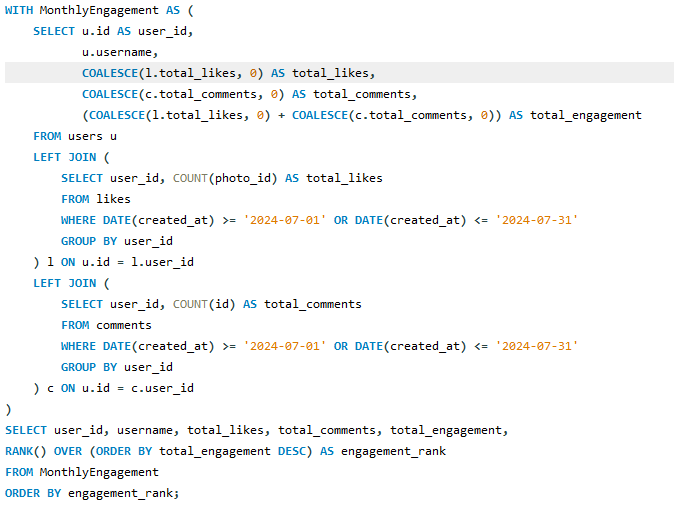 WITH MonthlyEngagement AS (
SELECT u.id AS user_id,
u.username,
COALESCE(l.total_likes, 0) AS total_likes,
COALESCE(c.total_comments, 0) AS total_comments,
(COALESCE(l.total_likes, 0) + COALESCE(c.total_comments, 0)) AS total_engagement
FROM users u
LEFT JOIN (
SELECT user_id, COUNT(photo_id) AS total_likes
FROM likes
WHERE DATE(created_at) >= '2024-07-01' OR DATE(created_at) <= '2024-07-31'
GROUP BY user_id
) l ON u.id = l.user_id
LEFT JOIN (
SELECT user_id, COUNT(id) AS total_comments
FROM comments
WHERE DATE(created_at) >= '2024-07-01' OR DATE(created_at) <= '2024-07-31'
GROUP BY user_id
) c ON u.id = c.user_id
)
SELECT user_id, username, total_likes, total_comments, total_engagement,
RANK() OVER (ORDER BY total_engagement DESC) AS engagement_rank
FROM MonthlyEngagement
ORDER BY engagement_rank;